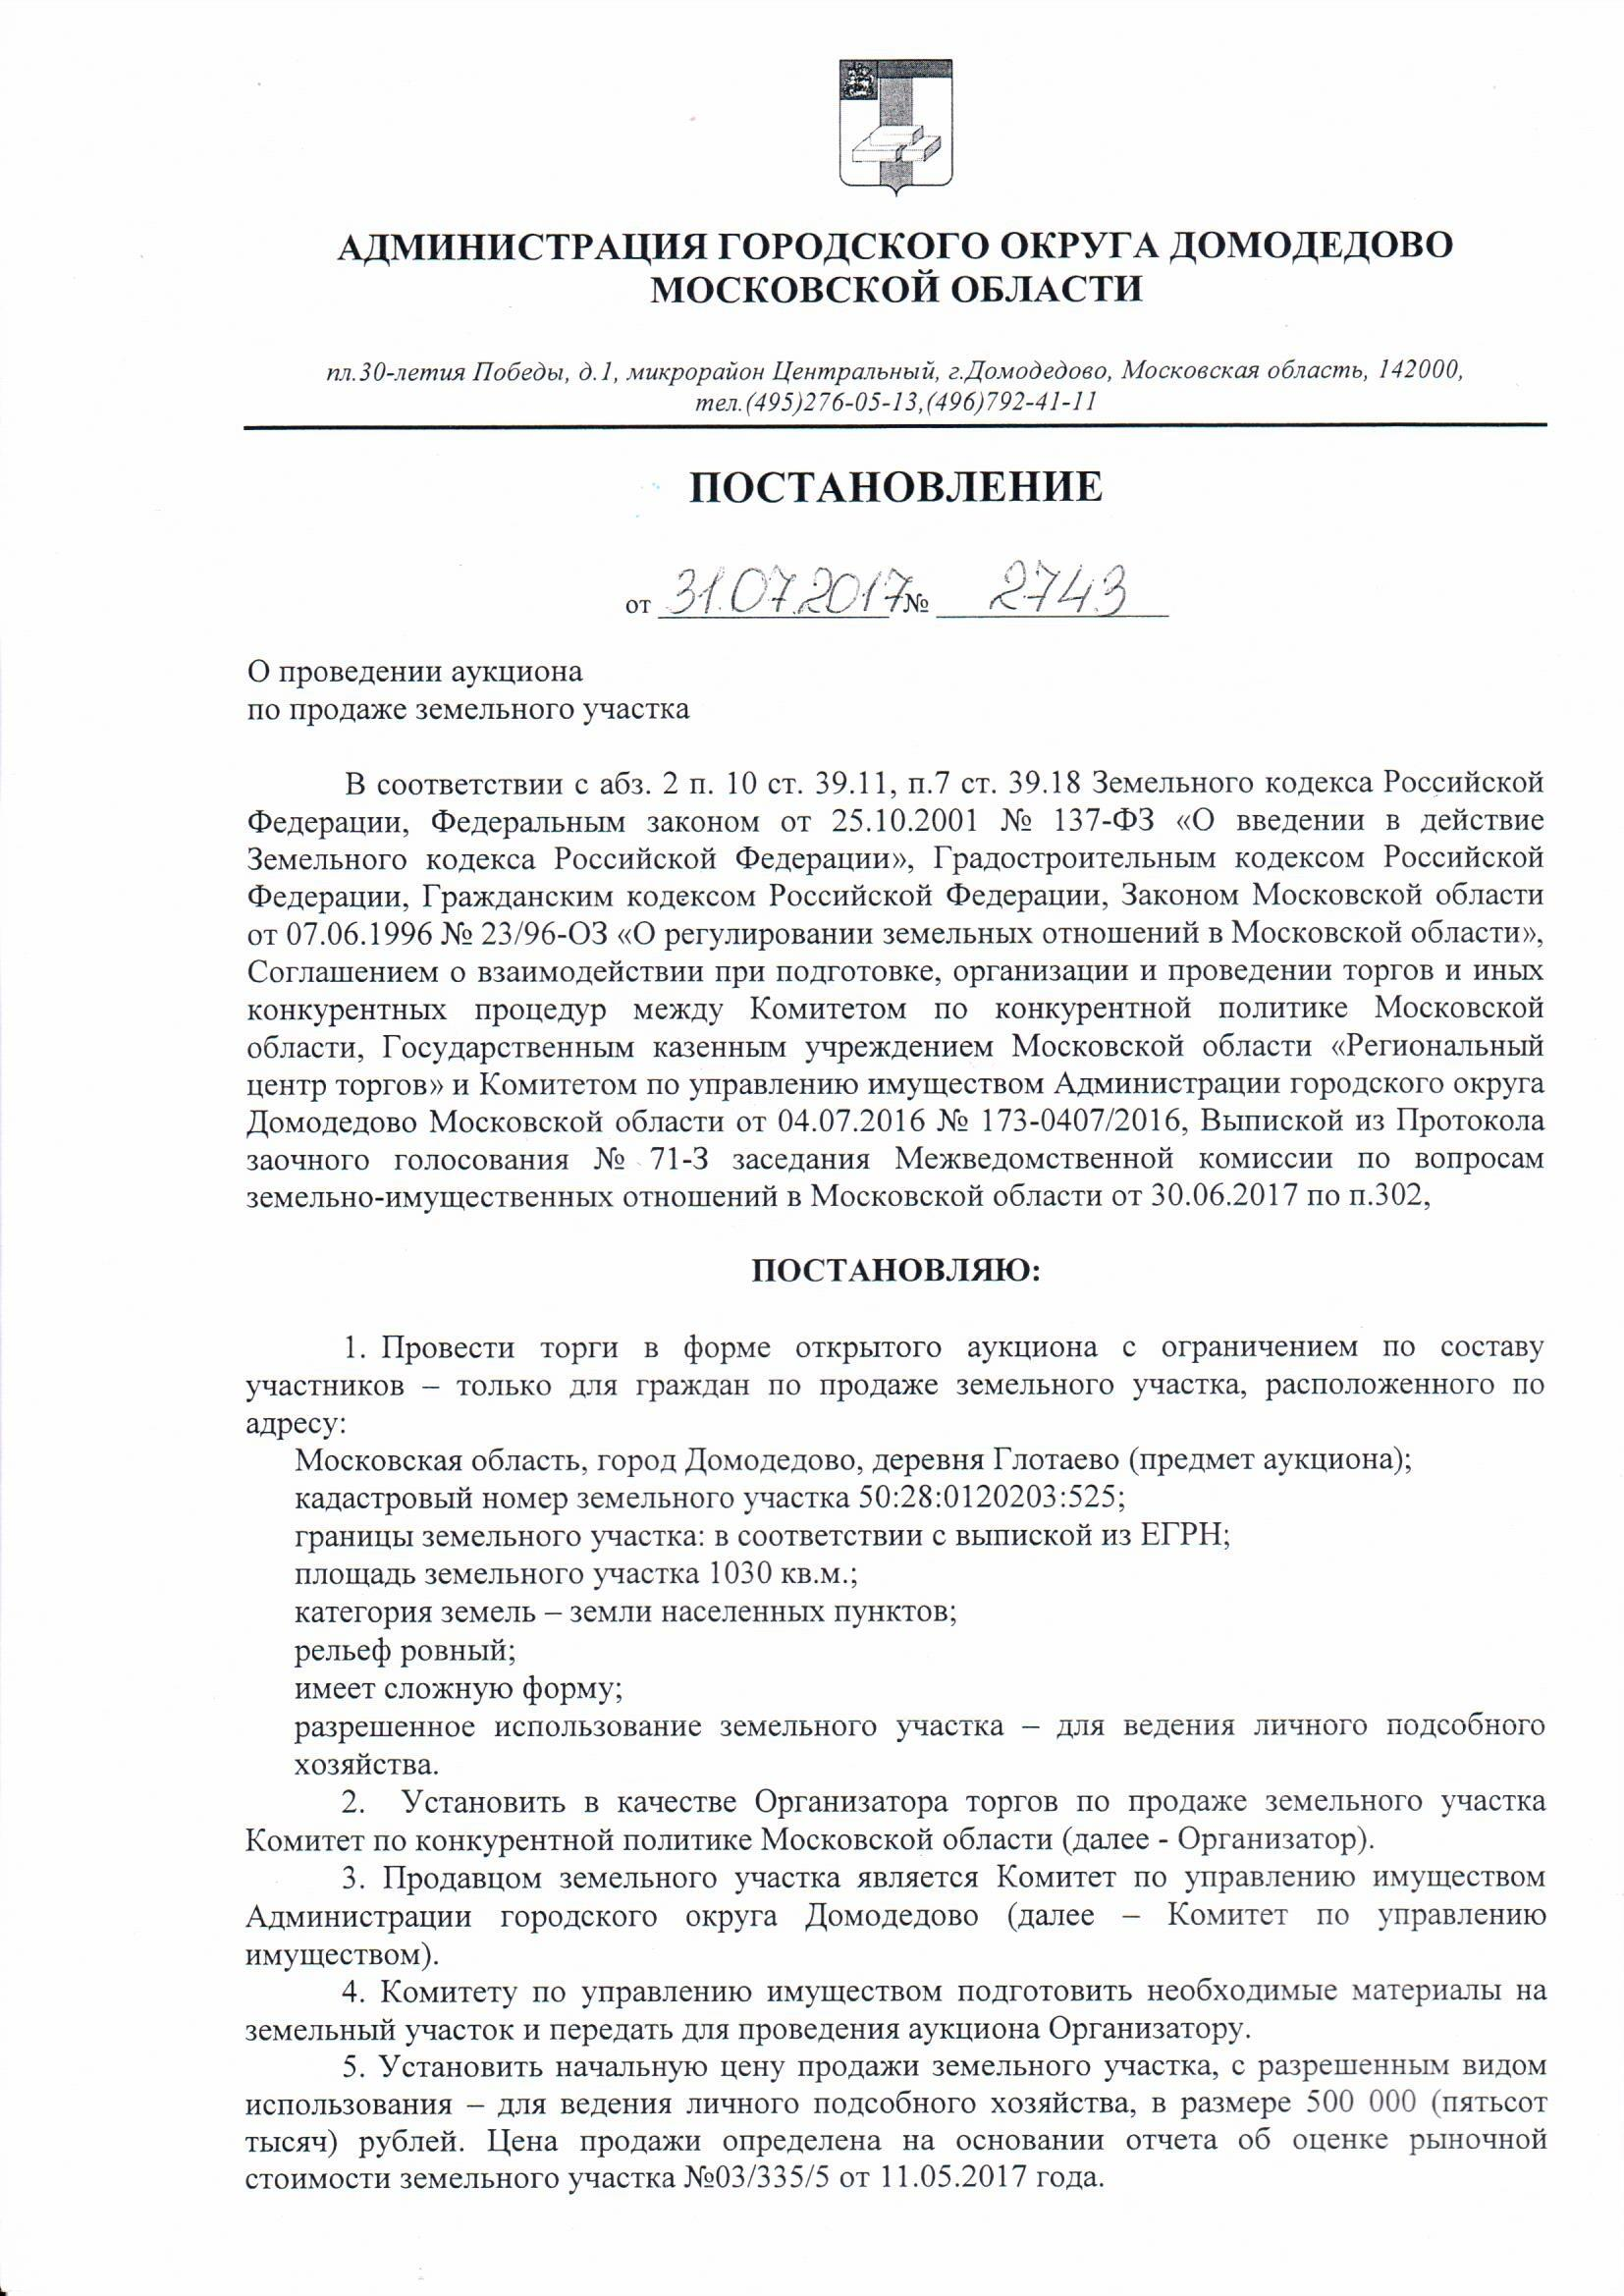 АДМИНИСТРАЦИЯ ГОРОДСКОГО ОКРУГА ДОМОДЕДОВО
МОСКОВСКОЙ ОБЛАСТИ
пл.30-летия Победы, д.1, микрорайон Центральный, г.Домодедово, Московская область, 142000,
тел.(495)276-05-13,(496)792-41-11
ПОСТАНОВЛЕНИЕ
от 31.07.2017 № 2743
О проведении аукциона
по продаже земельного участка
В соответствии с абз. 2 п. 10 ст. 39.11, п.7 ст. 39.18 Земельного кодекса Российской
Федерации, Федеральным законом от 25.10.2001 № 137-ФЗ «О введении в действие
Земельного кодекса Российской Федерации», Градостроительным кодексом Российской
Федерации, Гражданским кодексом Российской Федерации, Законом Московской области
от 07.06.1996 № 23/96-ОЗ «О регулировании земельных отношений в Московской области»,
Соглашением о взаимодействии при подготовке, организации и проведении торгов и иных
конкурентных процедур между Комитетом по конкурентной политике Московской
области, Государственным казенным учреждением Московской области «Региональный
центр торгов» и Комитетом по управлению имуществом Администрации городского округа
Домодедово Московской области от 04.07.2016 № 173-0407/2016, Выпиской из Протокола
заочного голосования № 71-З заседания Межведомственной комиссии по вопросам
земельно-имущественных отношений в Московской области от 30.06.2017 по п.302,
ПОСТАНОВЛЯЮ:
1. Провести торги в форме открытого аукциона с ограничением по составу
участников – только для граждан по продаже земельного участка, расположенного по
адресу:
Московская область, город Домодедово, деревня Глотаево (предмет аукциона);
кадастровый номер земельного участка 50:28:0120203:525;
границы земельного участка: в соответствии с выпиской из ЕГРН;
площадь земельного участка 1030 кв.м.;
категория земель – земли населенных пунктов;
рельеф ровный;
имеет сложную форму;
разрешенное использование земельного участка – для ведения личного подсобного
хозяйства.
2. Установить в качестве Организатора торгов по продаже земельного участка
Комитет по конкурентной политике Московской области (далее - Организатор).
3. Продавцом земельного участка является Комитет по управлению имуществом
Администрации городского округа Домодедово (далее – Комитет по управлению
имуществом).
4. Комитету по управлению имуществом подготовить необходимые материалы на
земельный участок и передать для проведения аукциона Организатору.
5. Установить начальную цену продажи земельного участка, с разрешенным видом
использования – для ведения личного подсобного хозяйства, в размере 500 000 (пятьсот
тысяч) рублей. Цена продажи определена на основании отчета об оценке рыночной
стоимости земельного участка №03/335/5 от 11.05.2017 года.